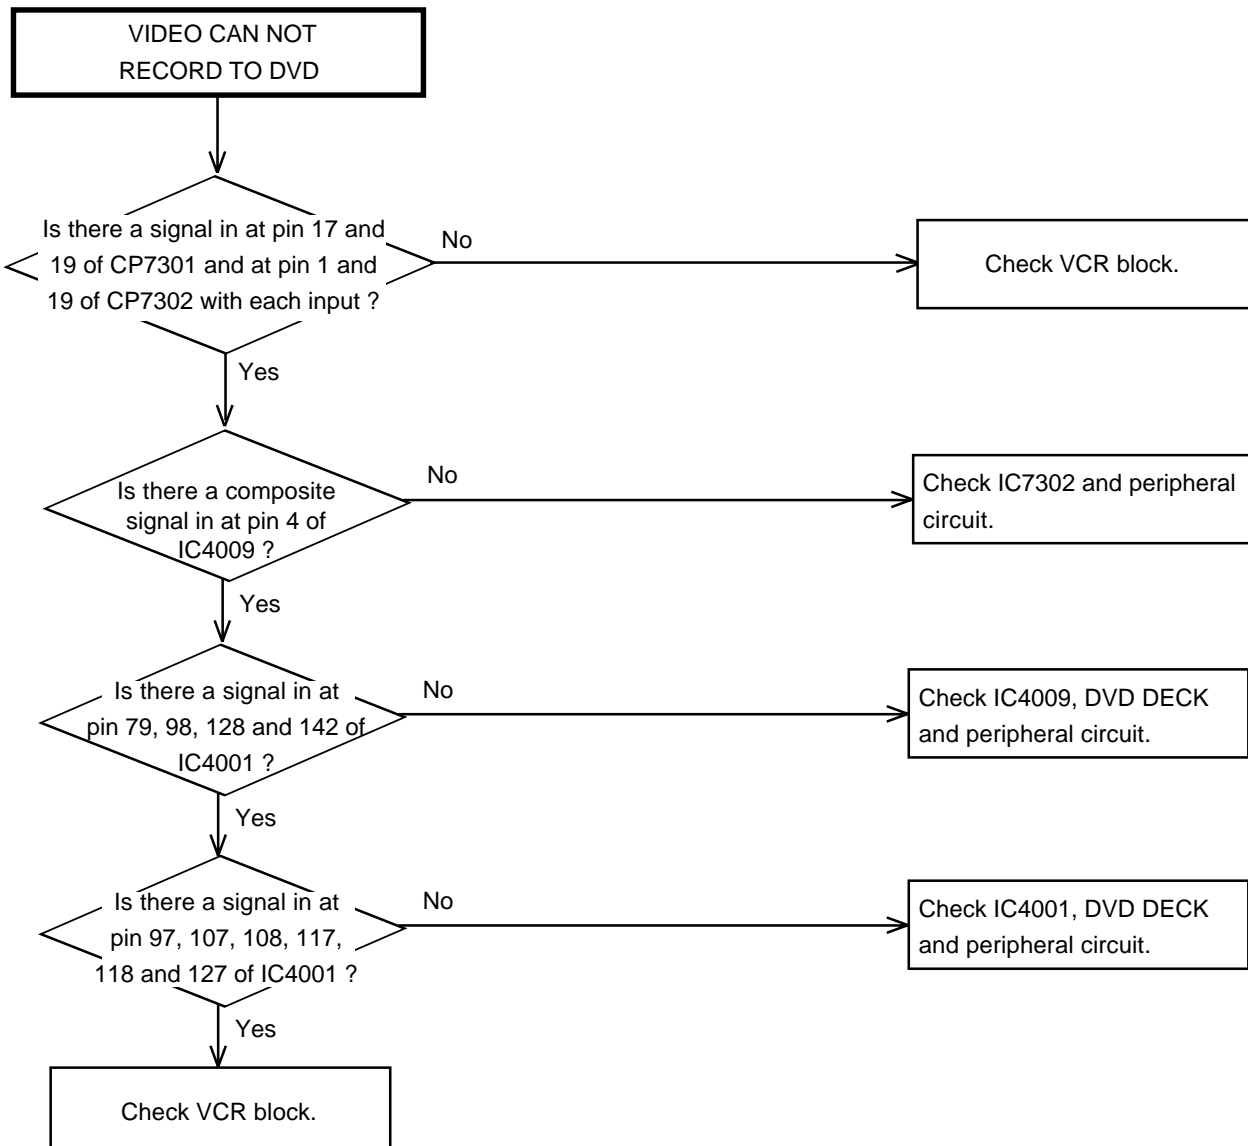 VIDEO CAN NOT
RECORD TO DVD
Is there a signal in at pin 17 and
19 of CP7301 and at pin 1 and
19 of CP7302 with each input ?
No
Check VCR block.
Yes
Is there a composite
signal in at pin 4 of
IC4009 ?
No
Check IC7302 and peripheral
circuit.
Yes
Is there a signal in at
pin 79, 98, 128 and 142 of
IC4001 ?
No
Check IC4009, DVD DECK
and peripheral circuit.
Yes
Is there a signal in at
pin 97, 107, 108, 117,
118 and 127 of IC4001 ?
No
Check IC4001, DVD DECK
and peripheral circuit.
Yes
Check VCR block.